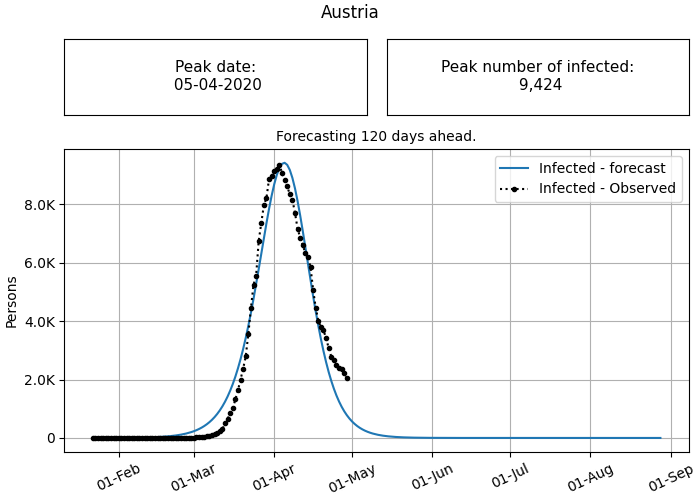 Austria
Peak date:
05-04-2020
Peak number of infected:
9,424
Forecasting 120 days ahead.
Infected - forecast
Infected - Observed
Persons
8.0K
6.0K
4.0K
2.0K
0
01-Feb
01-Mar
01-Apr
01-May
01-Jun
01-Jul
01-Aug
01-Sep